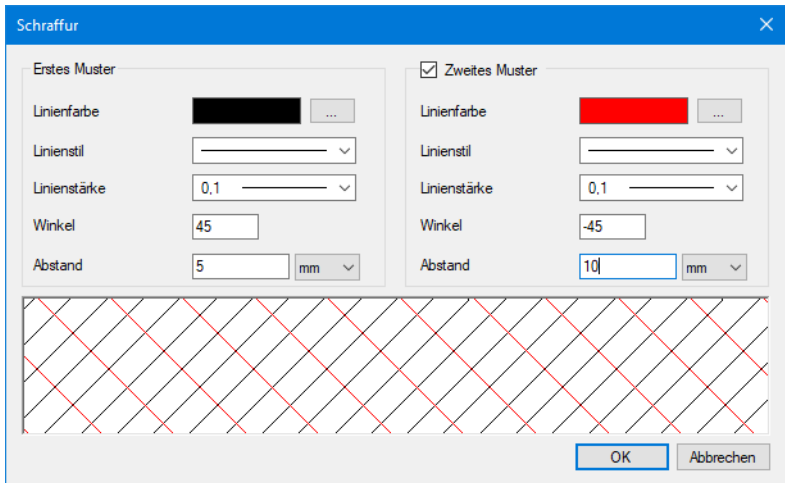 Schraffur
Erstes Muster
Linienfarbe
...
Linienstil
Linienstärke
0,1
Winkel
45
Abstand
5
mm
Zweites Muster
Linienfarbe
...
Linienstil
Linienstärke
0,1
Winkel
-45
Abstand
10
mm
OK
Abbrechen